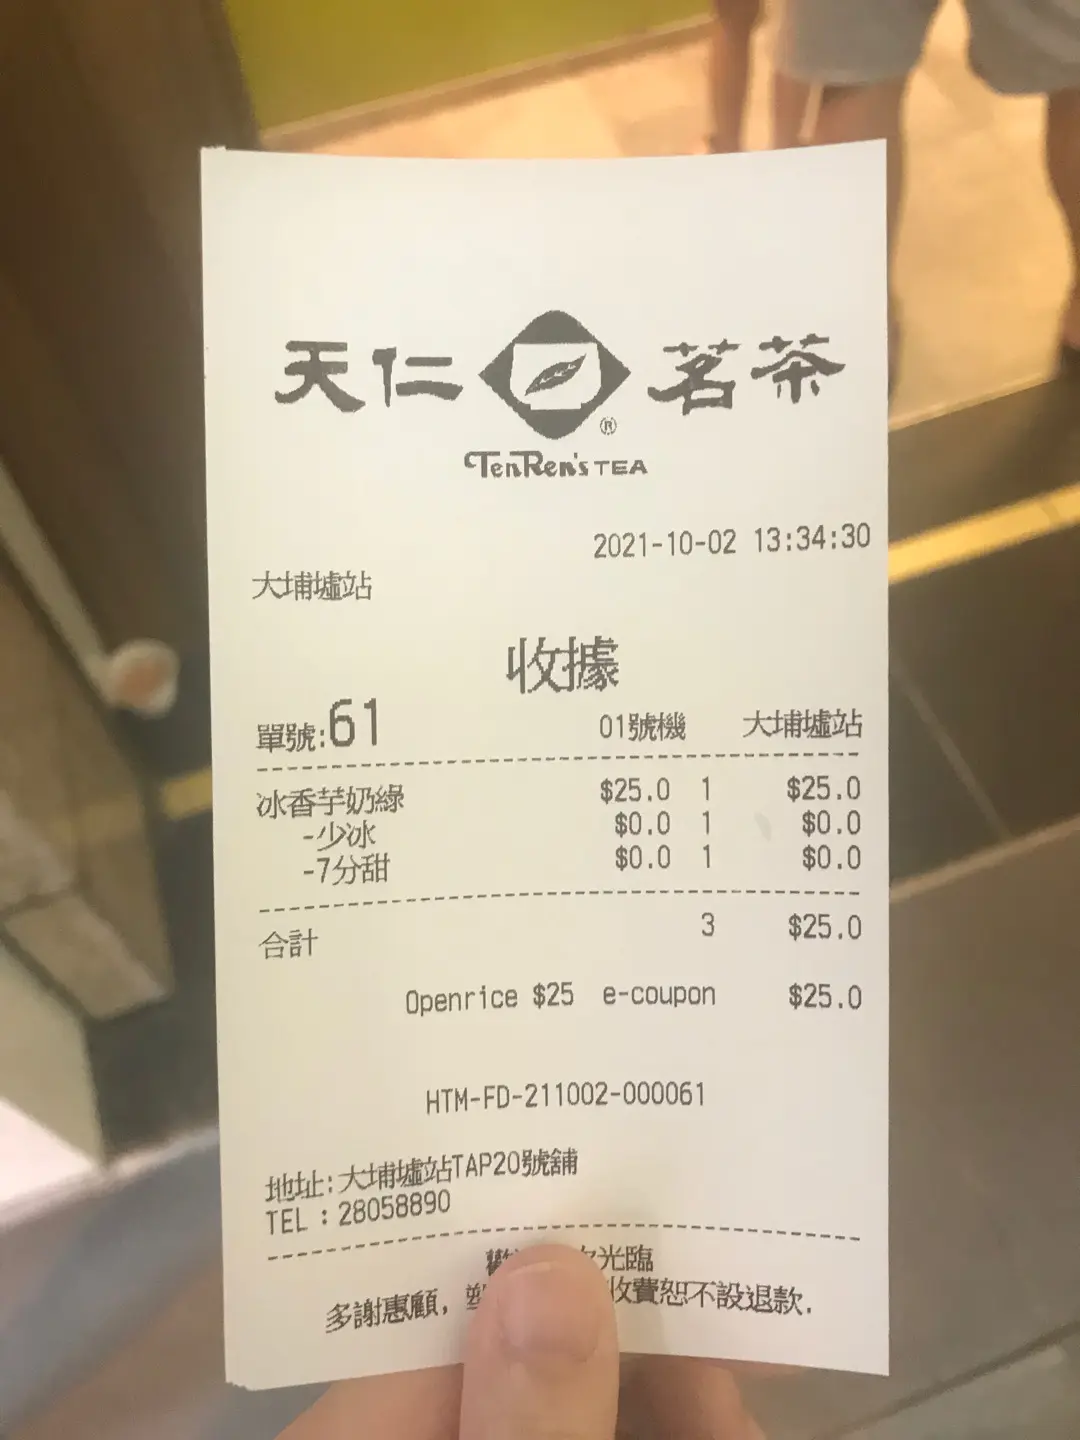 天仁 茗茶
®
TenRen's TEA
2021-10-02 13:34:30
大埔墟站
收據
單號:61 01號機 大埔墟站
冰香芋奶綠 $25.0 1 $25.0
-少冰 $0.0 1 $0.0
-7分甜 $0.0 1 $0.0
合計 3 $25.0
Openrice $25 e-coupon $25.0
HTM-FD-211002-000061
地址:大埔墟站TAP20號舖
TEL:28058890
光臨
多謝惠顧, 收費恕不設退款.